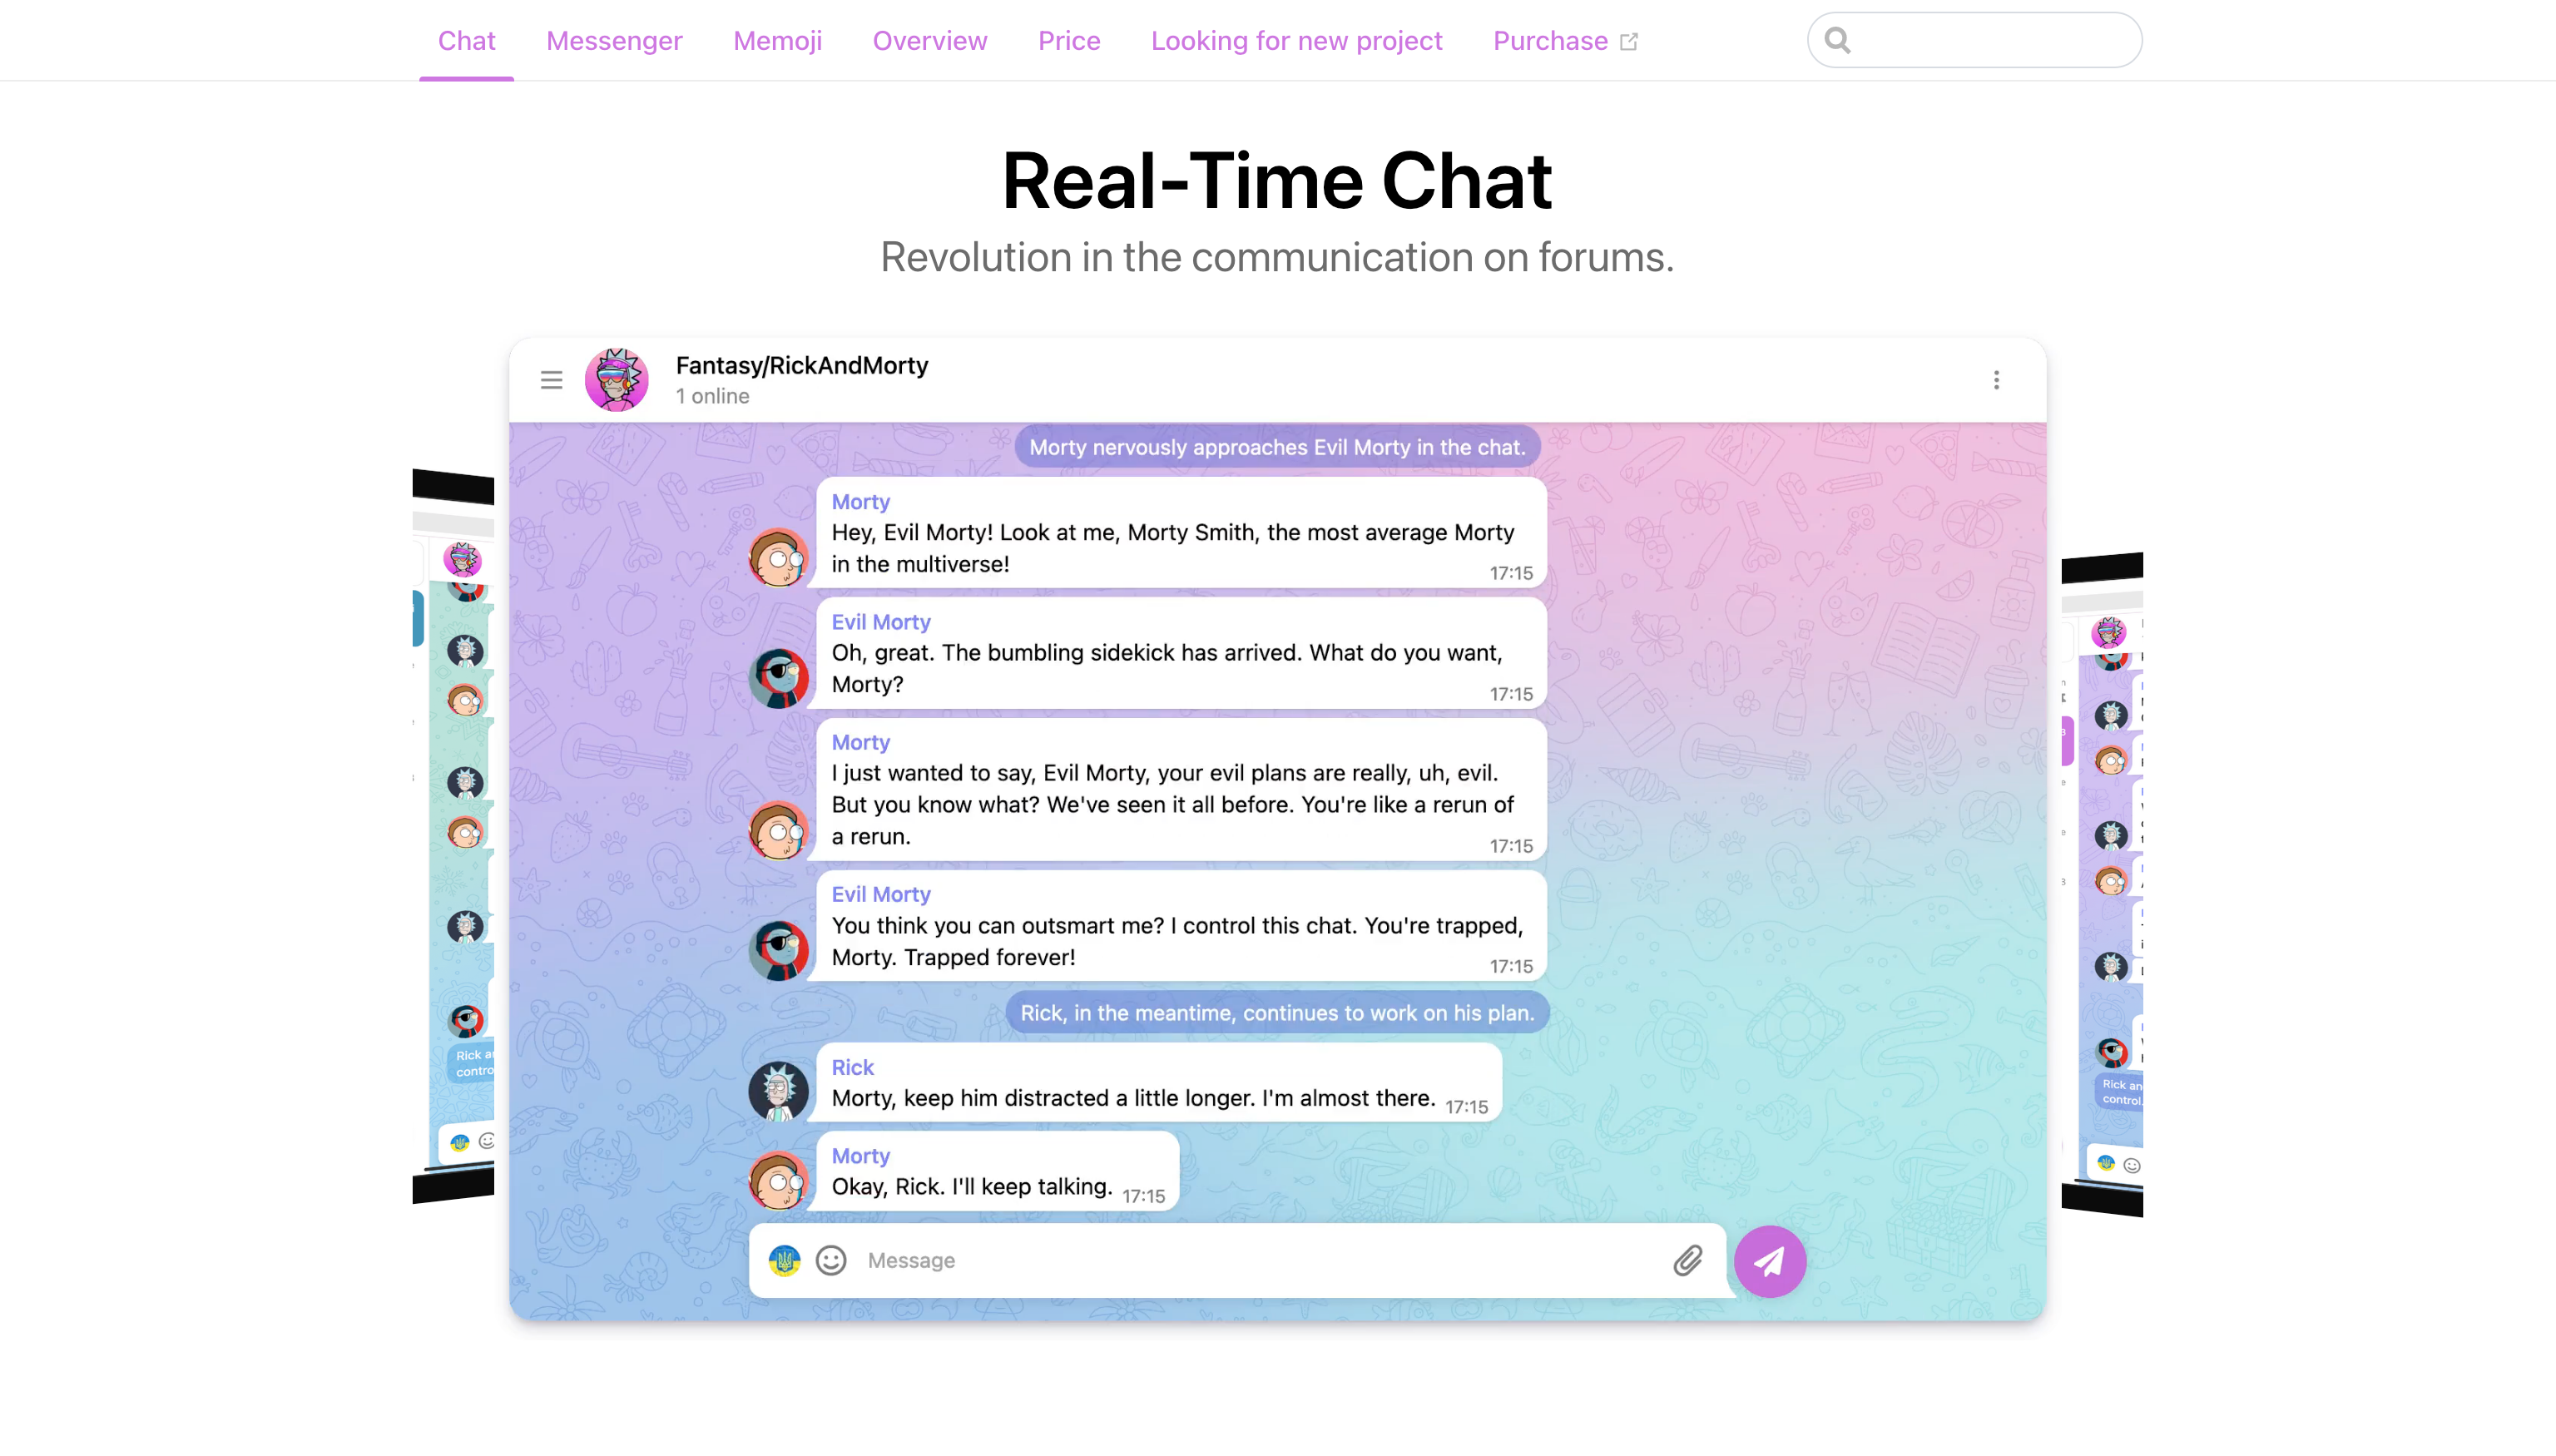 Chat Messenger Memoji Overview Price Looking for new project Purchase
Real-Time Chat
Revolution in the communication on forums.
Fantasy/RickAndMorty
1 online
Morty nervously approaches Evil Morty in the chat.
Morty
Hey, Evil Morty! Look at me, Morty Smith, the most average Morty
in the multiverse!
17:15
Evil Morty
Oh, great. The bumbling sidekick has arrived. What do you want,
Morty?
17:15
Morty
I just wanted to say, Evil Morty, your evil plans are really, uh, evil.
But you know what? We've seen it all before. You're like a rerun of
a rerun.
17:15
Evil Morty
You think you can outsmart me? I control this chat. You're trapped,
Morty. Trapped forever!
17:15
Rick, in the meantime, continues to work on his plan.
Rick
Morty, keep him distracted a little longer. I'm almost there. 17:15
Morty
Okay, Rick. I'll keep talking. 17:15
Message
Rick
Rick
control.